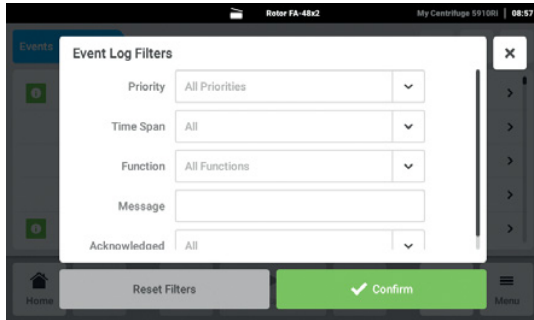 Rotor FA-48x2 My Centrifuge 5910Ri | 08:57
Events
Event Log Filters
Priority All Priorities
Time Span All
Function All Functions
Message
Acknowledged All
Reset Filters Confirm
Home Menu